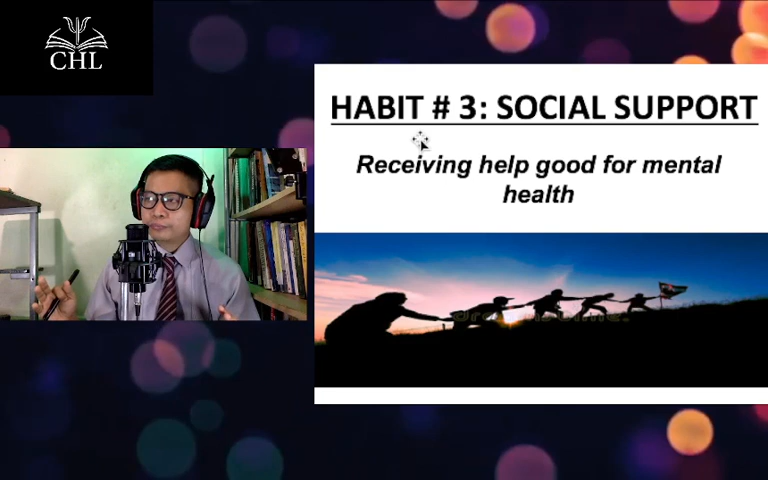 CHL
HABIT # 3: SOCIAL SUPPORT
Receiving help good for mental
health